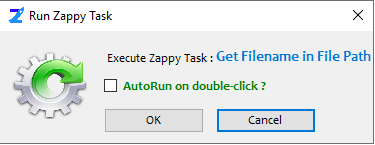 Run Zappy Task
Execute Zappy Task : Get Filename in File Path
AutoRun on double-click ?
OK Cancel